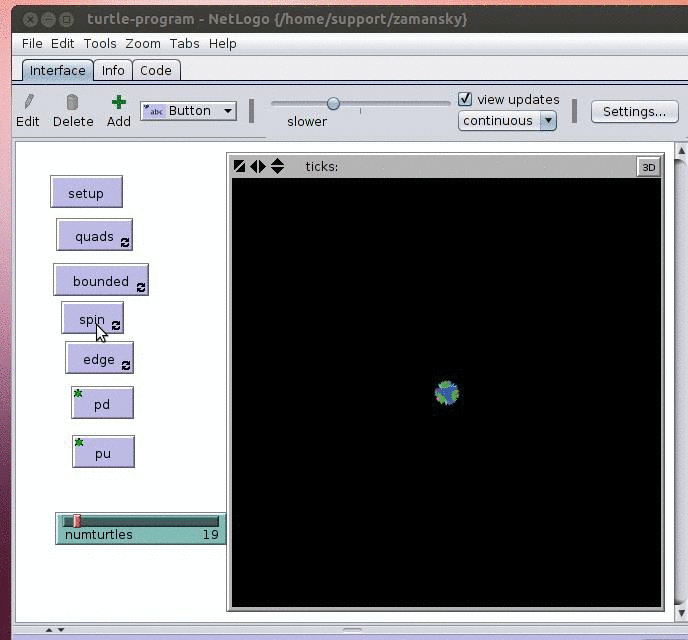 turtle-program - NetLogo {/home/support/zamansky}
File Edit Tools Zoom Tabs Help
Interface Info Code
Edit Delete Add abc Button slower view updates continuous Settings...
ticks: 3D
setup
quads
bounded
spin
edge
pd
pu
numturtles 19